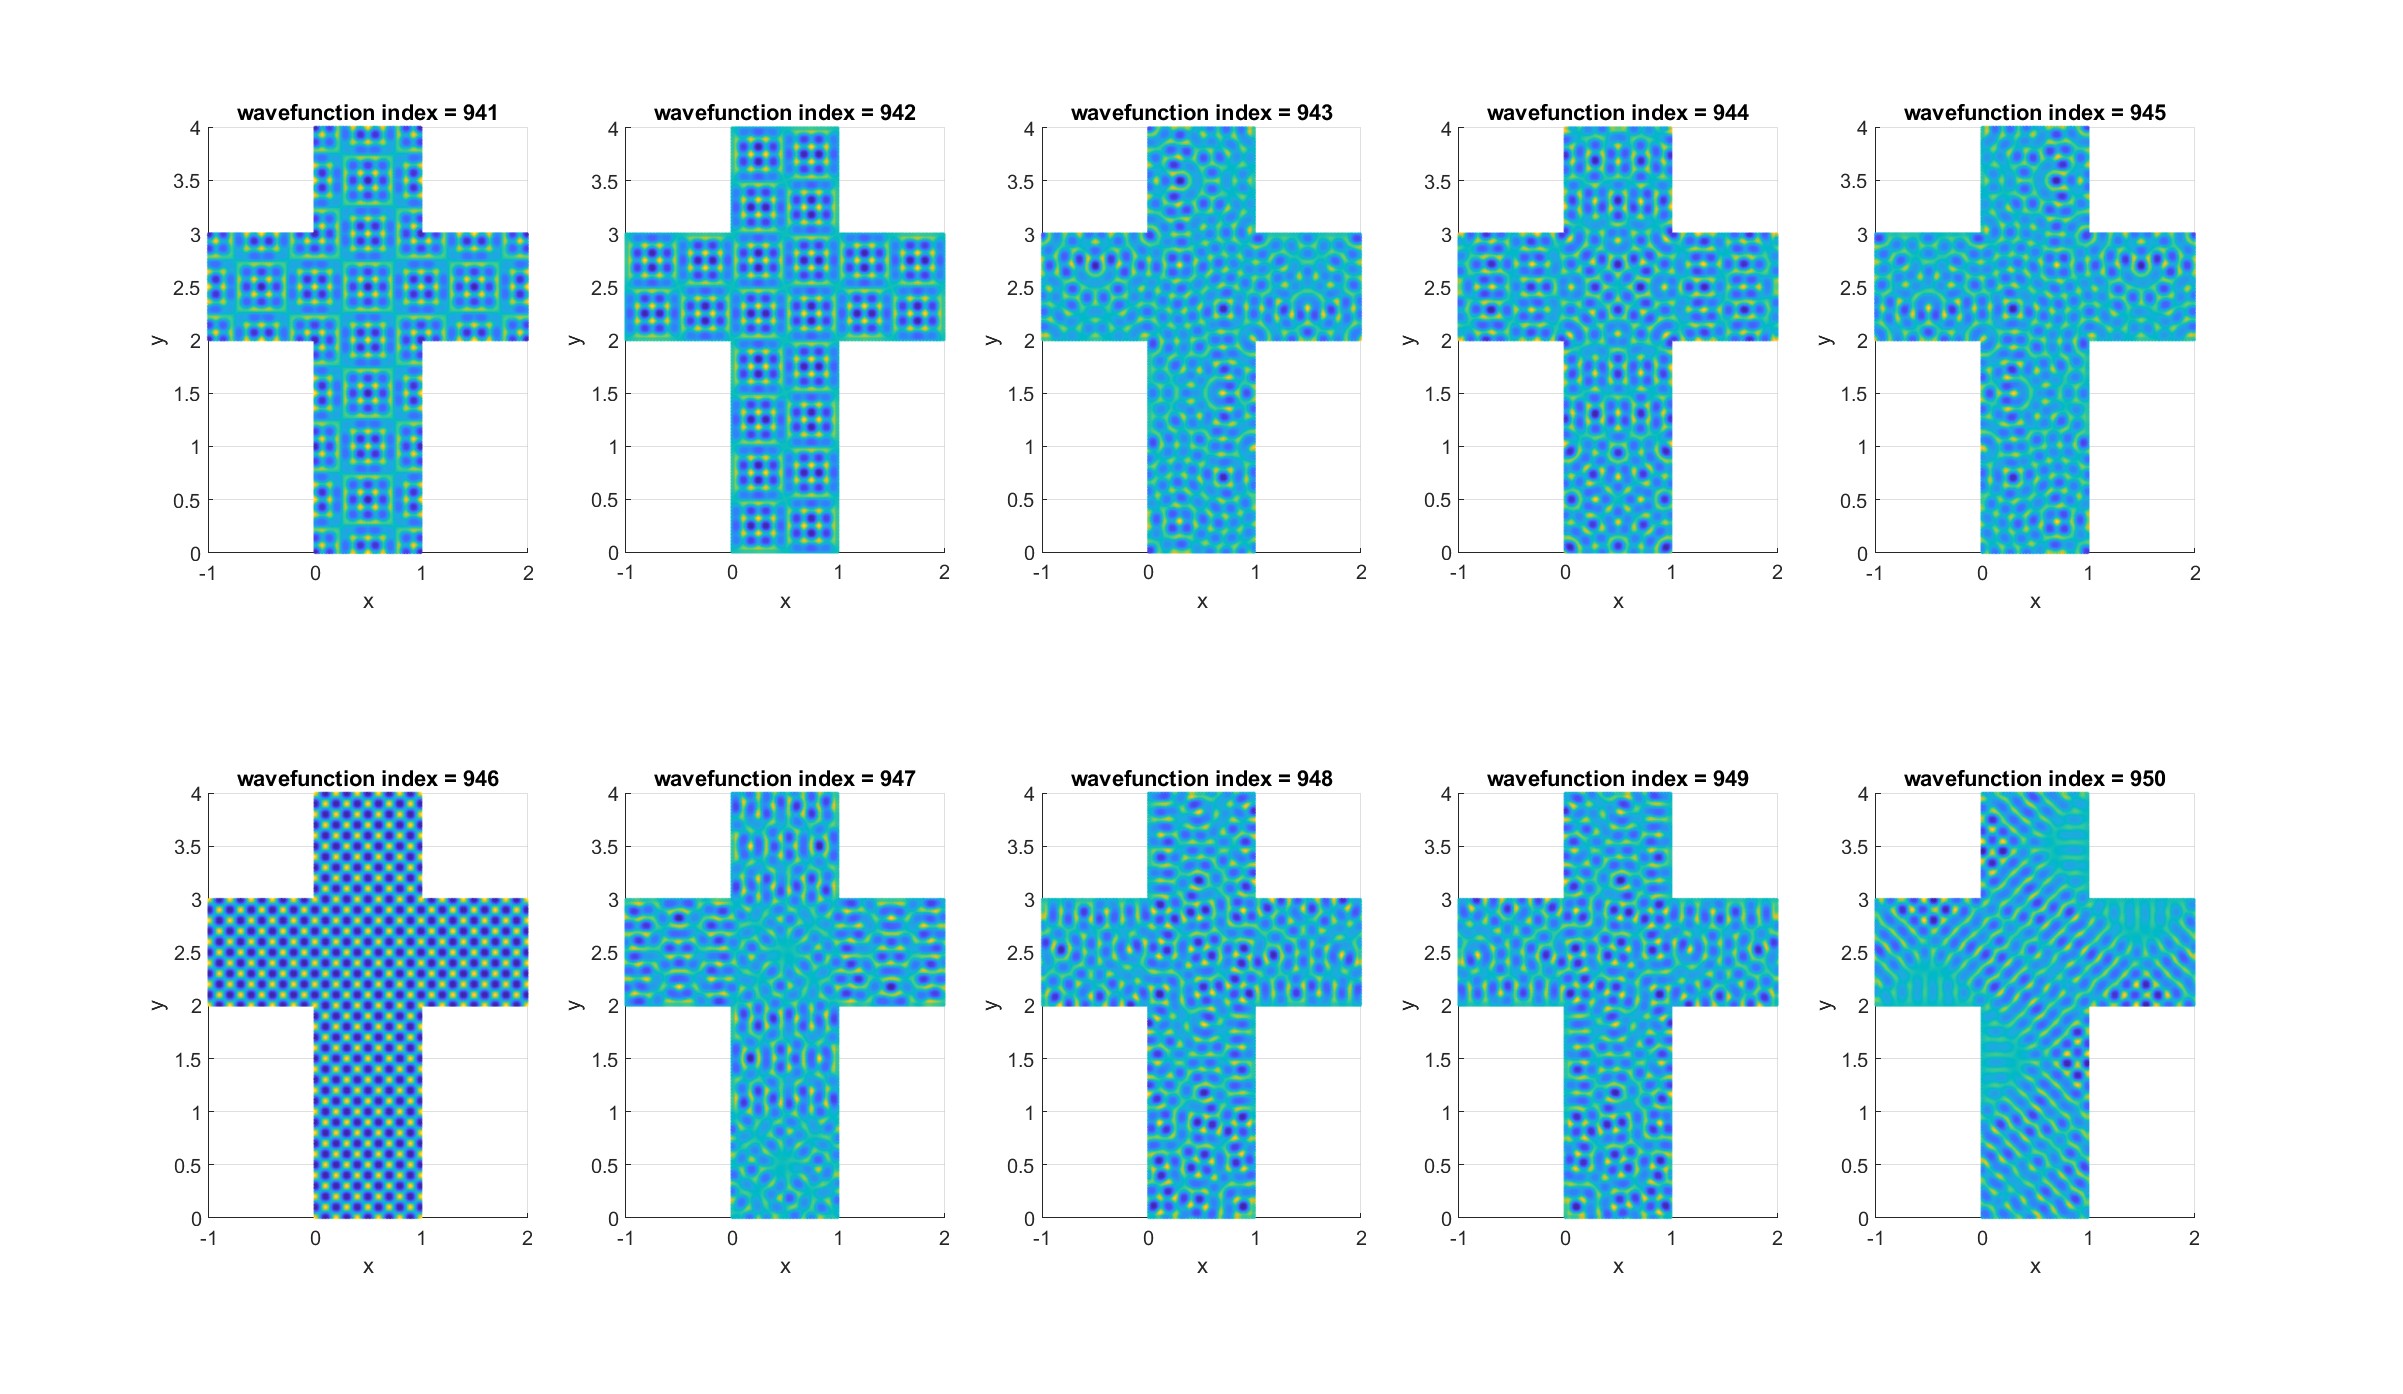 wavefunction index = 941
wavefunction index = 942
wavefunction index = 943
wavefunction index = 944
wavefunction index = 945
4 4 4 4 4
3.5 3.5 3.5 3.5 3.5
3 3 3 3 3
2.5 2.5 2.5 2.5 2.5
y y y y y
2 2 2 2 2
1.5 1.5 1.5 1.5 1.5
1 1 1 1 1
0.5 0.5 0.5 0.5 0.5
0 0 0 0 0
-1 0 1 2 -1 0 1 2 -1 0 1 2 -1 0 1 2 -1 0 1 2
x x x x x
wavefunction index = 946
wavefunction index = 947
wavefunction index = 948
wavefunction index = 949
wavefunction index = 950
4 4 4 4 4
3.5 3.5 3.5 3.5 3.5
3 3 3 3 3
2.5 2.5 2.5 2.5 2.5
y y y y y
2 2 2 2 2
1.5 1.5 1.5 1.5 1.5
1 1 1 1 1
0.5 0.5 0.5 0.5 0.5
0 0 0 0 0
-1 0 1 2 -1 0 1 2 -1 0 1 2 -1 0 1 2 -1 0 1 2
x x x x x